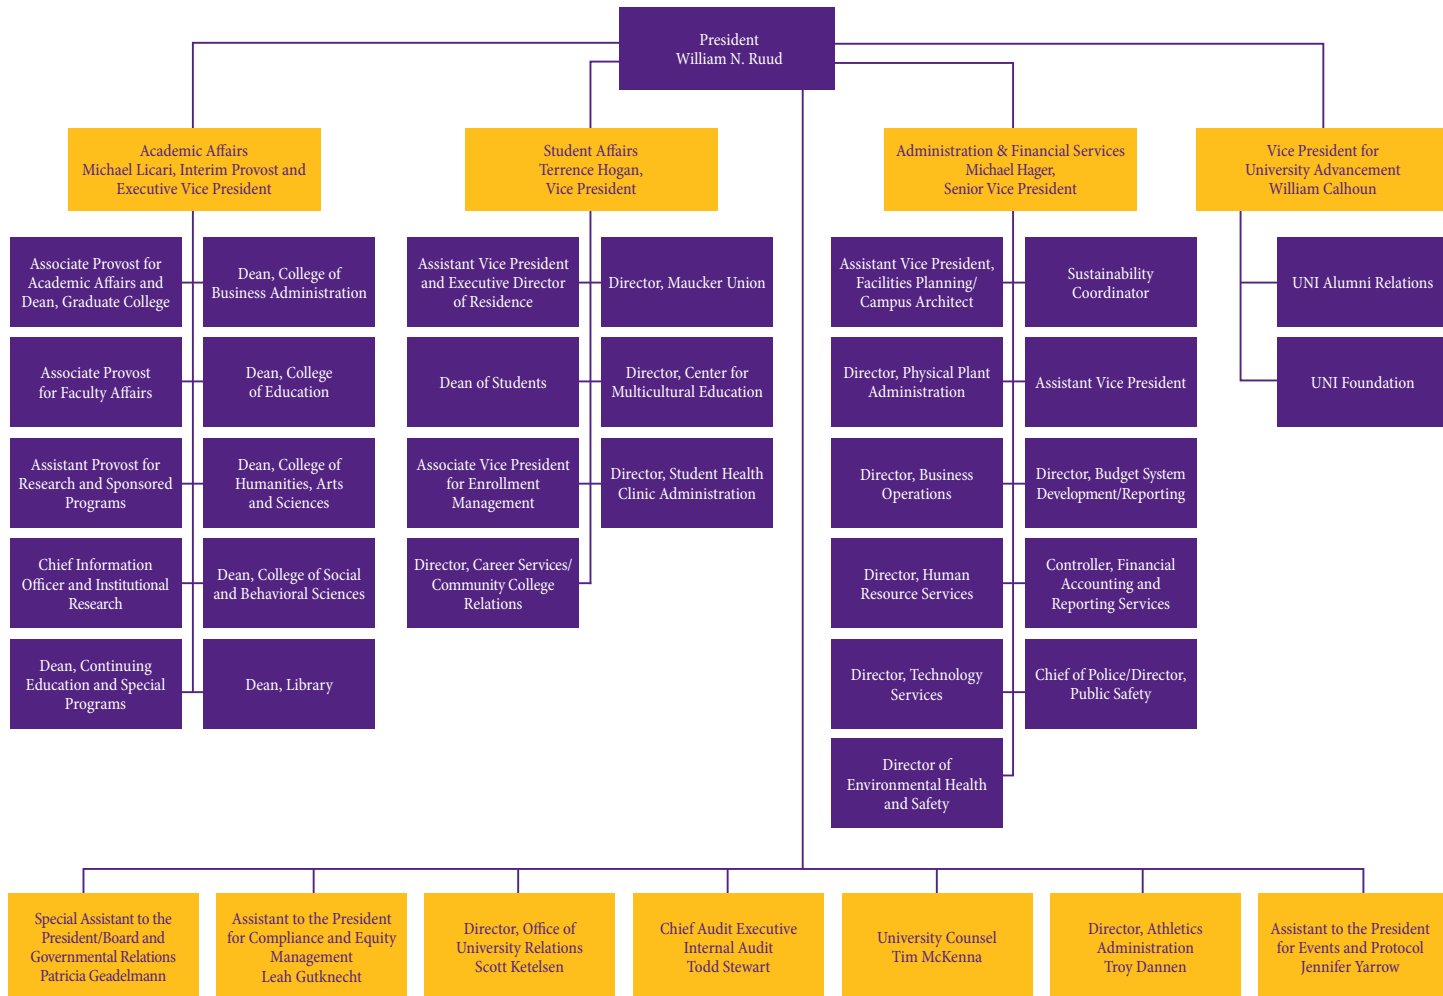 President
William N. Ruud
Academic Affairs
Michael Licari, Interim Provost and
Executive Vice President
Student Affairs
Terrence Hogan,
Vice President
Administration & Financial Services
Michael Hager,
Senior Vice President
Vice President for
University Advancement
William Calhoun
Associate Provost for
Academic Affairs and
Dean, Graduate College
Dean, College of
Business Administration
Associate Provost
for Faculty Affairs
Dean, College
of Education
Assistant Provost for
Research and Sponsored
Programs
Dean, College of
Humanities, Arts
and Sciences
Chief Information
Officer and Institutional
Research
Dean, College of Social
and Behavioral Sciences
Dean, Continuing
Education and Special
Programs
Dean, Library
Assistant Vice President
and Executive Director
of Residence
Director, Maucker Union
Dean of Students
Director, Center for
Multicultural Education
Associate Vice President
for Enrollment
Management
Director, Student Health
Clinic Administration
Director, Career Services/
Community College
Relations
Assistant Vice President,
Facilities Planning/
Campus Architect
Sustainability
Coordinator
Director, Physical Plant
Administration
Assistant Vice President
Director, Business
Operations
Director, Budget System
Development/Reporting
Director, Human
Resource Services
Controller, Financial
Accounting and
Reporting Services
Director, Technology
Services
Chief of Police/Director,
Public Safety
Director of
Environmental Health
and Safety
UNI Alumni Relations
UNI Foundation
Special Assistant to the
President/Board and
Governmental Relations
Patricia Geadelmann
Assistant to the President
for Compliance and Equity
Management
Leah Gutknecht
Director, Office of
University Relations
Scott Ketelsen
Chief Audit Executive
Internal Audit
Todd Stewart
University Counsel
Tim McKenna
Director, Athletics
Administration
Troy Dannen
Assistant to the President
for Events and Protocol
Jennifer Yarrow